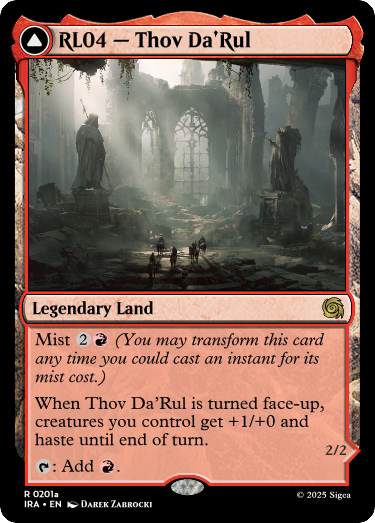 RL04 — Thov Da'Rul
Legendary Land
Mist 2 R (You may transform this card
any time you could cast an instant for its
mist cost.)
When Thov Da'Rul is turned face-up,
creatures you control get +1/+0 and
haste until end of turn.
2/2
: Add .
R 0201a
IRA • EN DAREK ZABROCKI
© 2025 Sigea